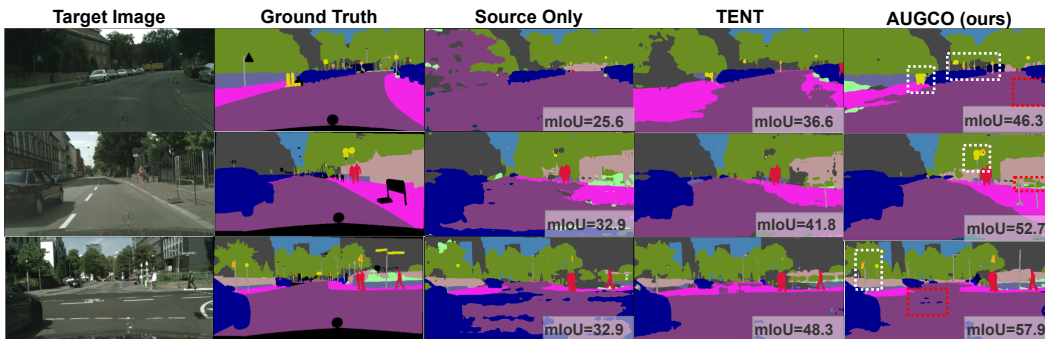 Target Image Ground Truth Source Only TENT AUGCO (ours)
mIoU=25.6 mIoU=36.6 mIoU=46.3
mIoU=32.9 mIoU=41.8 mIoU=52.7
mIoU=32.9 mIoU=48.3 mIoU=57.9